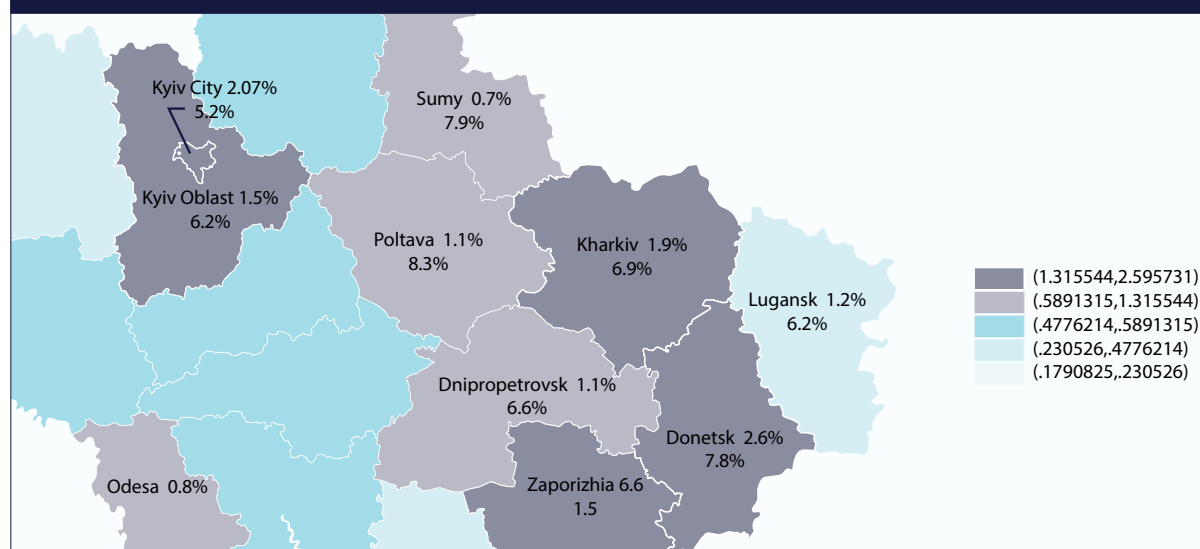 Kyiv City 2.07%
5.2%
Sumy 0.7%
7.9%
Kyiv Oblast 1.5%
6.2%
Poltava 1.1%
8.3%
Kharkiv 1.9%
6.9%
Lugansk 1.2%
6.2%
Dnipropetrovsk 1.1%
6.6%
Donetsk 2.6%
7.8%
Odesa 0.8%
Zaporizhia 6.6
1.5
(1.315544,2.595731)
(.5891315,1.315544)
(.4776214,.5891315)
(.230526,.4776214)
(.1790825,.230526)